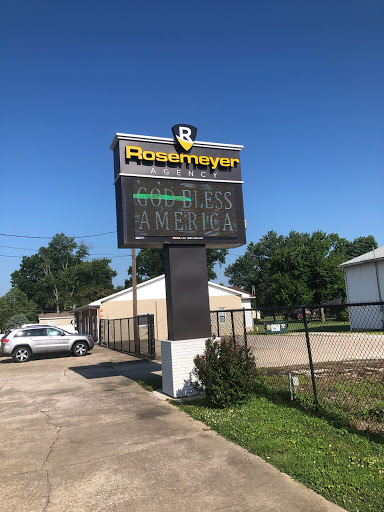 R
Rosemeyer
AGENCY
GOD BLESS
AMERICA